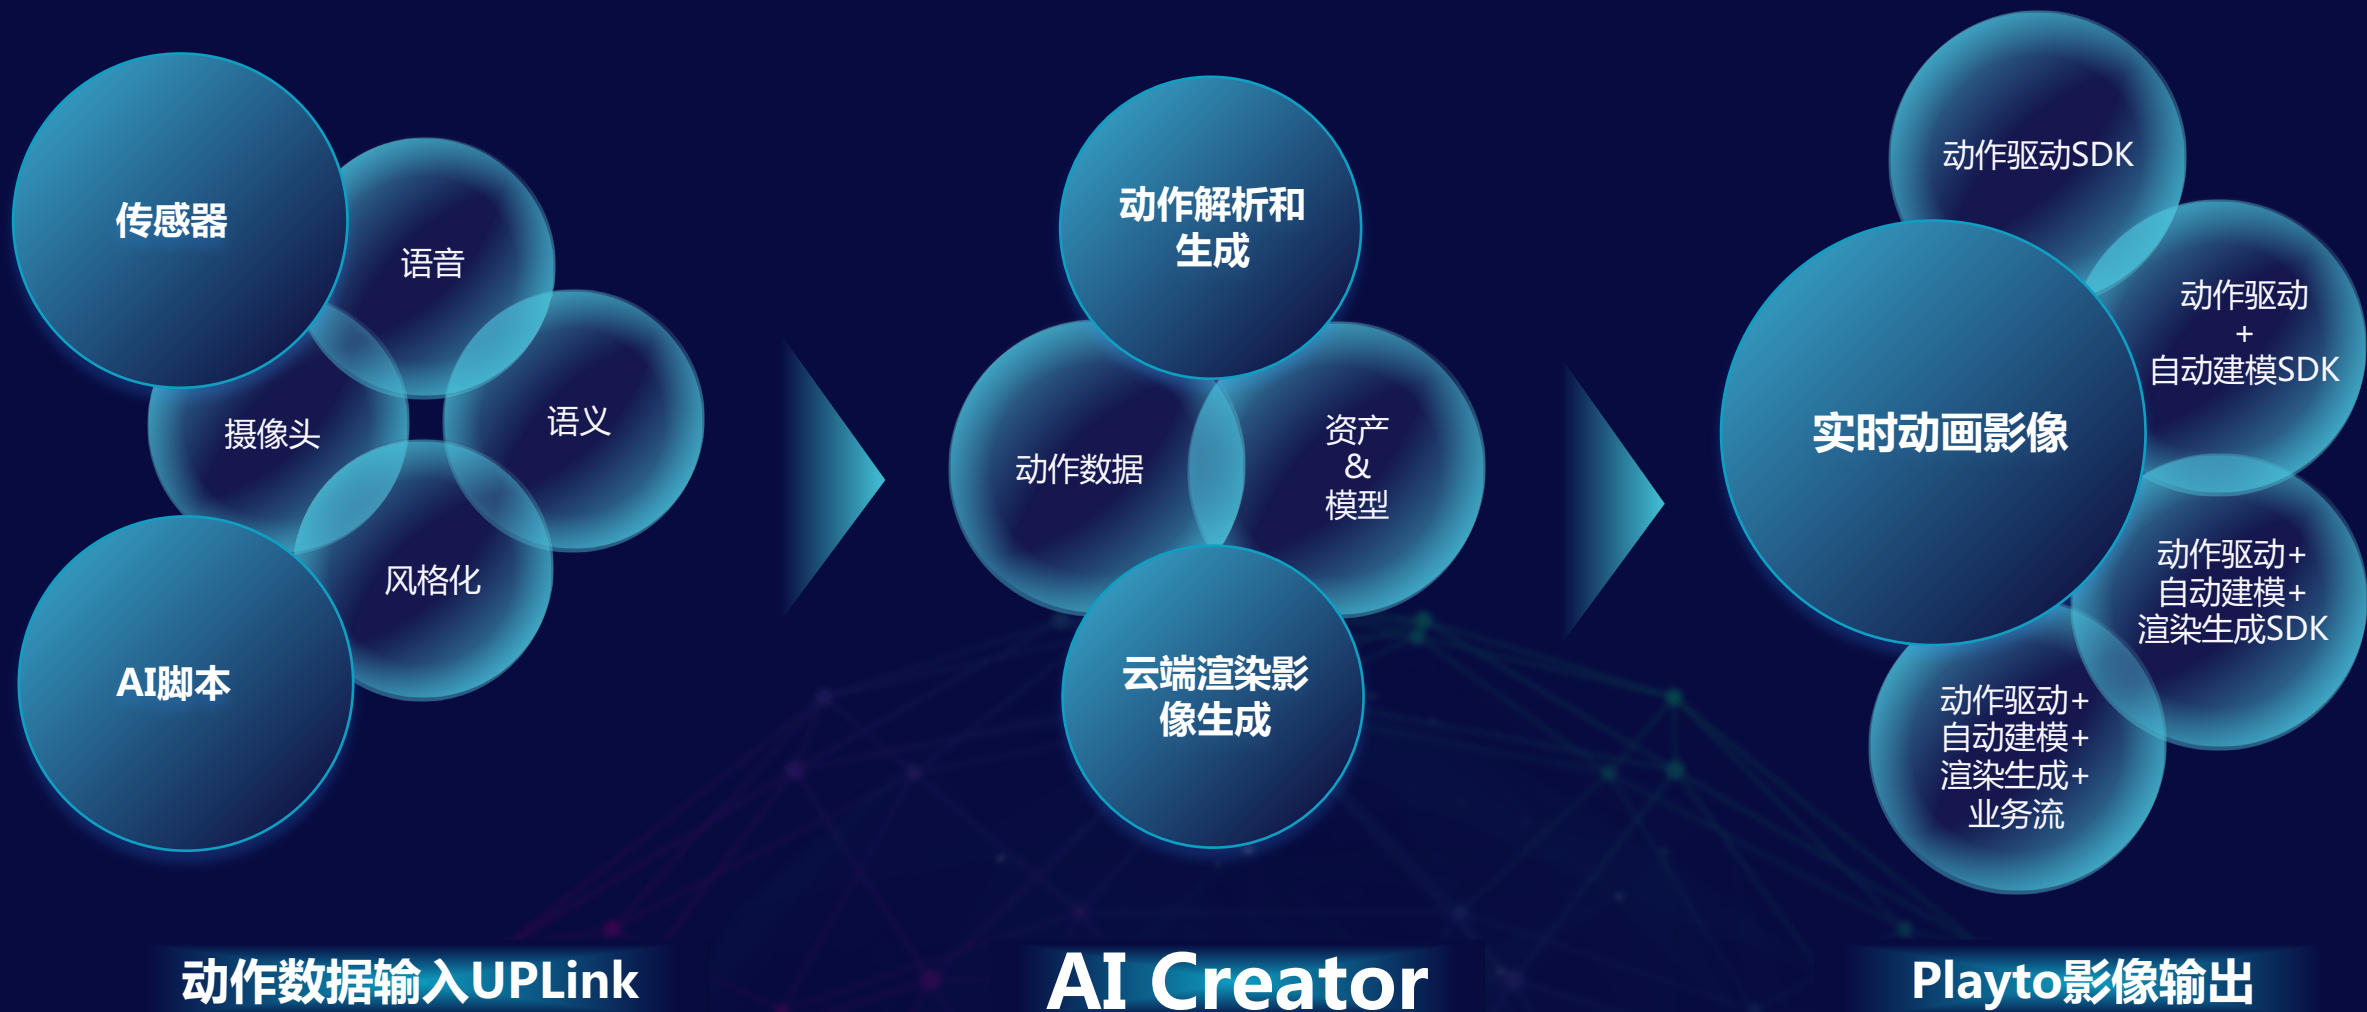 传感器
语音
摄像头
语义
风格化
AI脚本
动作数据输入UPLink
动作解析和
生成
动作数据
资产
&
模型
云端渲染影
像生成
AI Creator
动作驱动SDK
动作驱动
+
自动建模SDK
实时动画影像
动作驱动+
自动建模+
渲染生成SDK
动作驱动+
自动建模+
渲染生成+
业务流
Playto影像输出